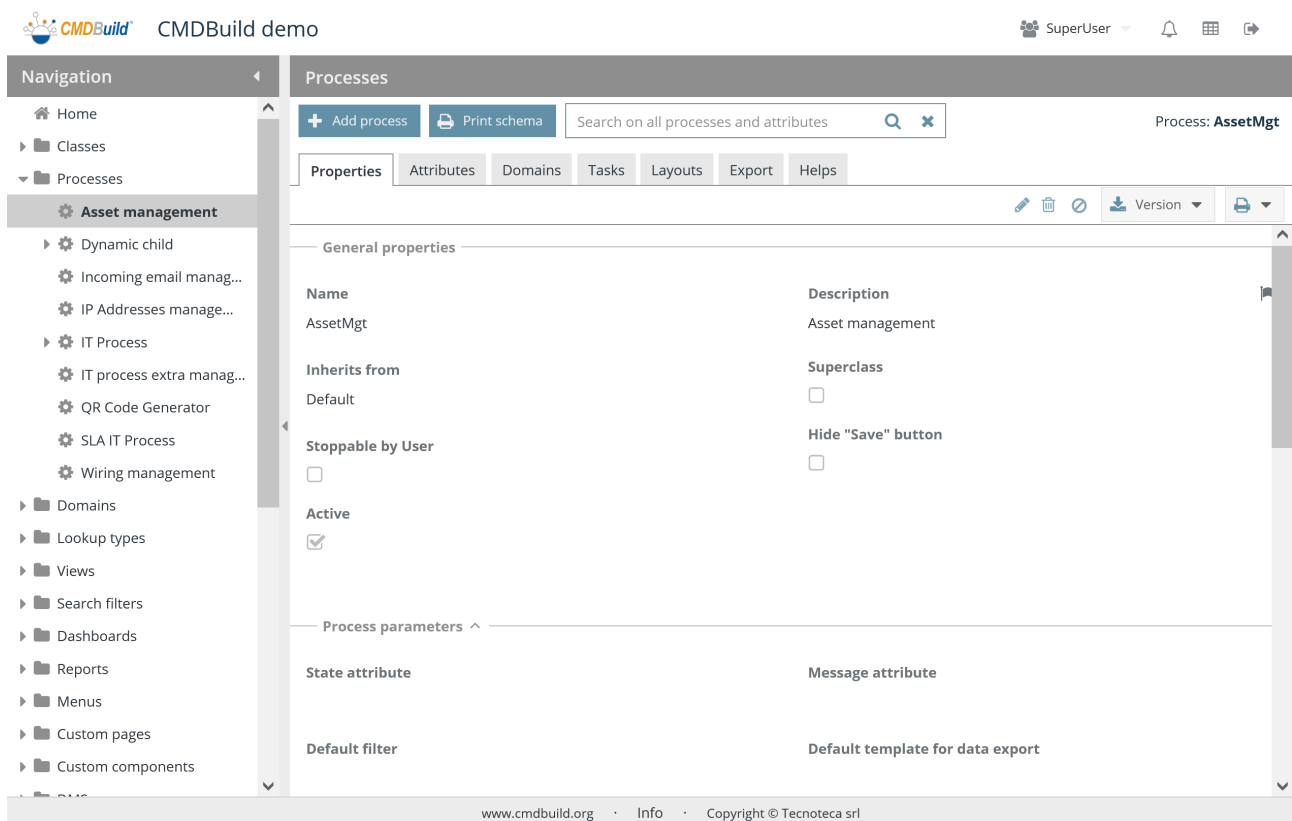 CMDBuild
CMDBuild demo
SuperUser
Navigation
Processes
Home
Classes
Processes
Asset management
Dynamic child
Incoming email manag...
IP Addresses manage...
IT Process
IT process extra manag...
QR Code Generator
SLA IT Process
Wiring management
Domains
Lookup types
Views
Search filters
Dashboards
Reports
Menus
Custom pages
Custom components
Add process
Print schema
Search on all processes and attributes
Process: AssetMgt
Properties
Attributes
Domains
Tasks
Layouts
Export
Helps
Version
General properties
Name
Description
AssetMgt
Asset management
Inherits from
Superclass
Default
Stoppable by User
Hide "Save" button
Active
Process parameters
State attribute
Message attribute
Default filter
Default template for data export
www.cmdbuild.org · Info · Copyright © Tecnoteca srl